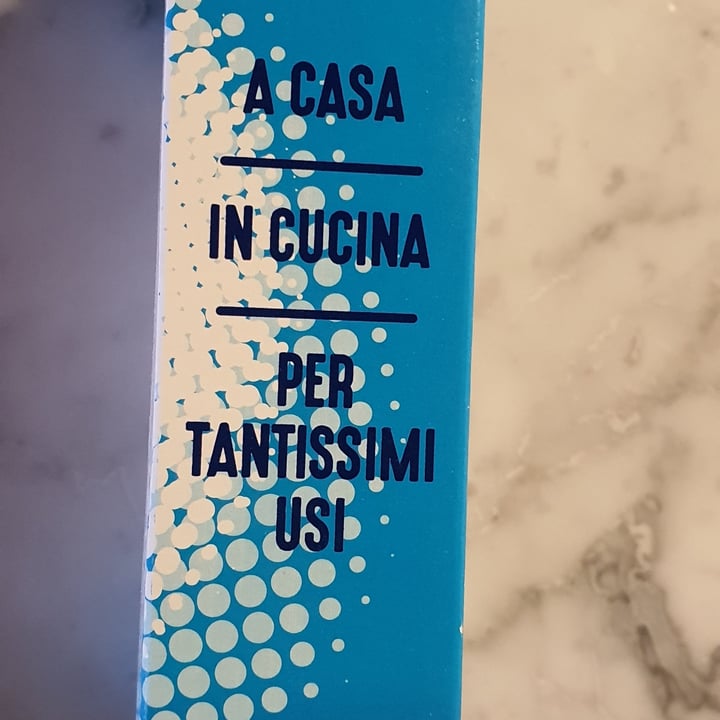 A CASA
IN CUCINA
PER
TANTISSIMI
USI